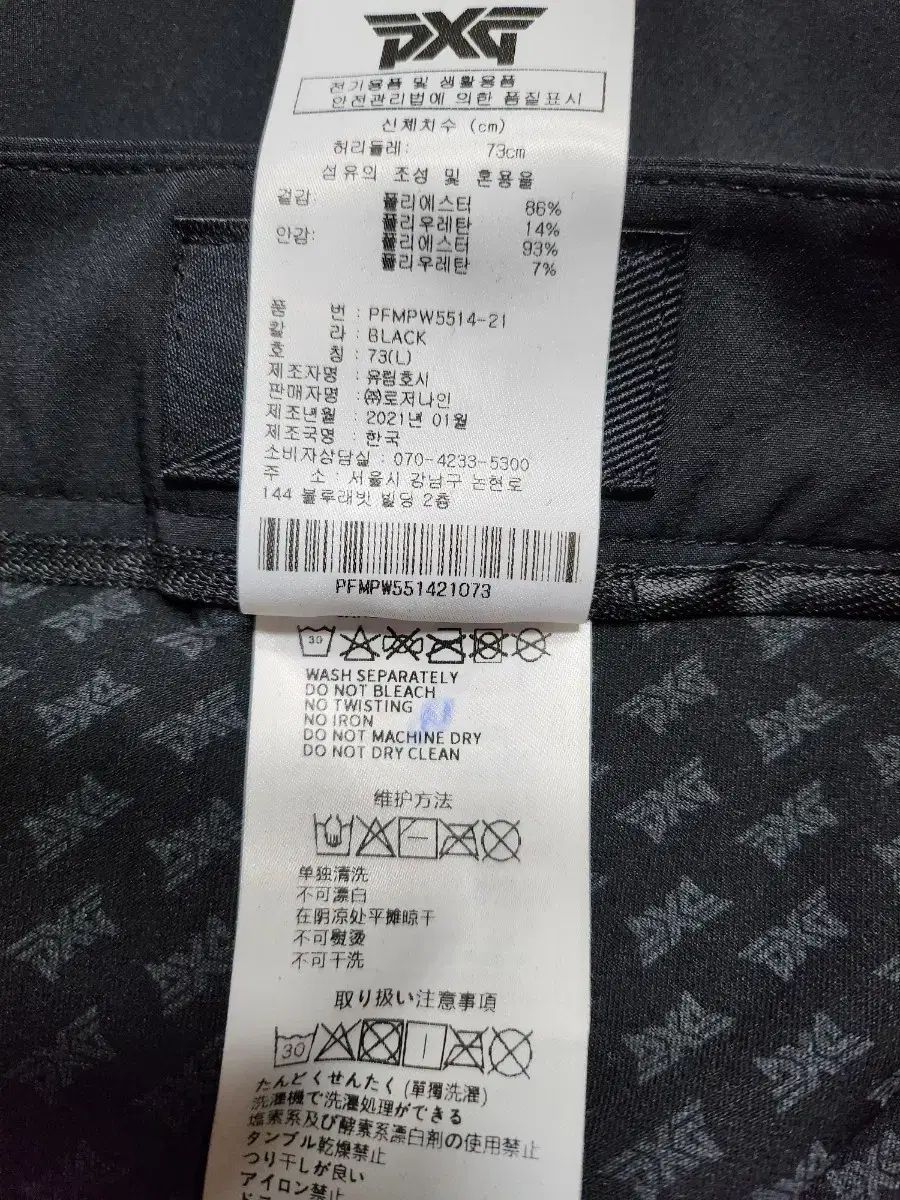 PXG
전기용품 및 생활용품
안전관리법에 의한 품질표시
신체치수 (cm)
허리둘레: 73cm
섬유의 조성 및 혼용율
겉감: 폴리에스터 86%
폴리우레탄 14%
안감: 폴리에스터 93%
폴리우레탄 7%
품 번 : PFMPW5514-21
칼 라 : BLACK
호 칭 : 73(L)
제조자명 : 유림호시
판매자명 : ㈜로저나인
제조년월 : 2021년 01월
제조국명 : 한국
소비자상담실 : 070-4233-5300
주 소 : 서울시 강남구 논현로
144 블루래빗 빌딩 2층
PFMPW551421073
30
WASH SEPARATELY
DO NOT BLEACH
NO TWISTING
NO IRON
DO NOT MACHINE DRY
DO NOT DRY CLEAN
维护方法
单独清洗
不可漂白
在阴凉处平摊晾干
不可熨烫
不可干洗
取り扱い注意事項
30
たんどくせんたく (單獨洗濯)
洗濯機で洗濯処理ができる
塩素系及び酵素系漂白剤の使用禁止
タンブル乾燥禁止
つり干しが良い
アイロン禁止